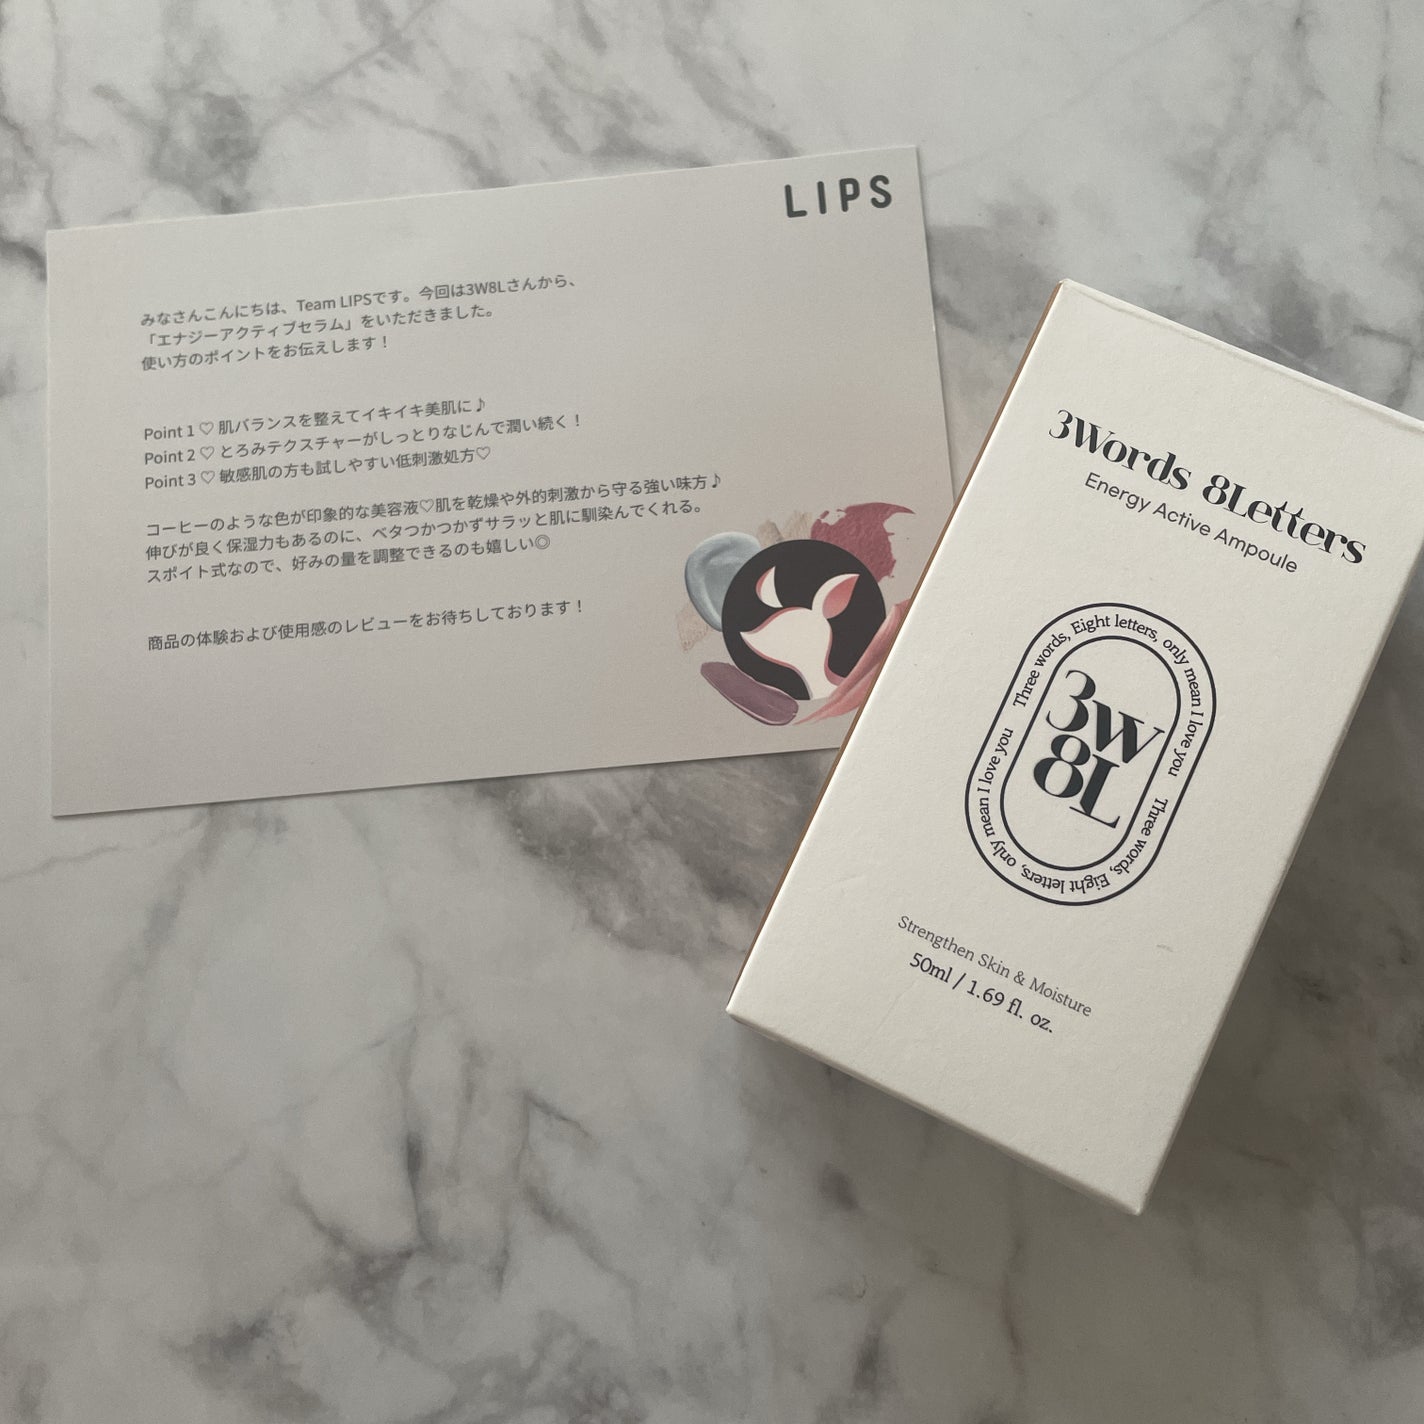 LIPS
みなさんこんにちは、Team LIPSです。今回は3W8Lさんから、
「エナジーアクティブセラム」をいただきました。
使い方のポイントをお伝えします！
Point 1 ♡ 肌バランスを整えてイキイキ美肌に♪
Point 2 ♡ とろみテクスチャーがしっとりなじんで潤い続く！
Point 3 ♡ 敏感肌の方も試しやすい低刺激処方♡
コーヒーのような色が印象的な美容液♡肌を乾燥や外的刺激から守る強い味方♪
伸びが良く保湿力もあるのに、ベタつかつかずサラッと肌に馴染んでくれる。
スポイト式なので、好みの量を調整できるのも嬉しい◎
商品の体験および使用感のレビューをお待ちしております！
3Words 8Letters
Energy Active Ampoule
Three words, Eight letters, only mean I love you
Three words, Eight letters, only mean I love you
3W
8L
Strengthen Skin & Moisture
50ml / 1.69 fl. oz.